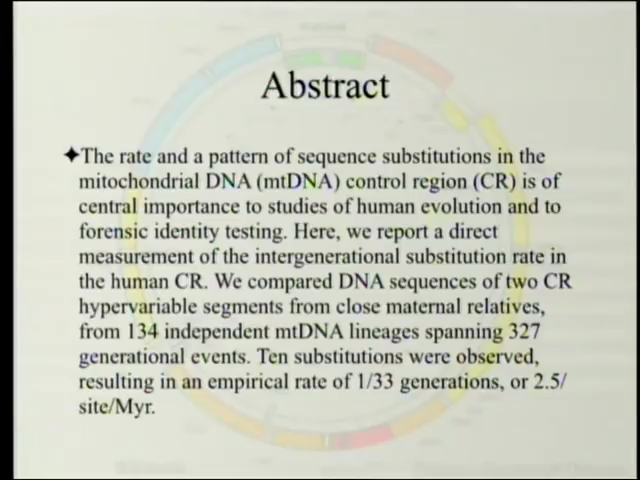 Abstract
✦The rate and a pattern of sequence substitutions in the
mitochondrial DNA (mtDNA) control region (CR) is of
central importance to studies of human evolution and to
forensic identity testing. Here, we report a direct
measurement of the intergenerational substitution rate in
the human CR. We compared DNA sequences of two CR
hypervariable segments from close maternal relatives,
from 134 independent mtDNA lineages spanning 327
generational events. Ten substitutions were observed,
resulting in an empirical rate of 1/33 generations, or 2.5/
site/Myr.